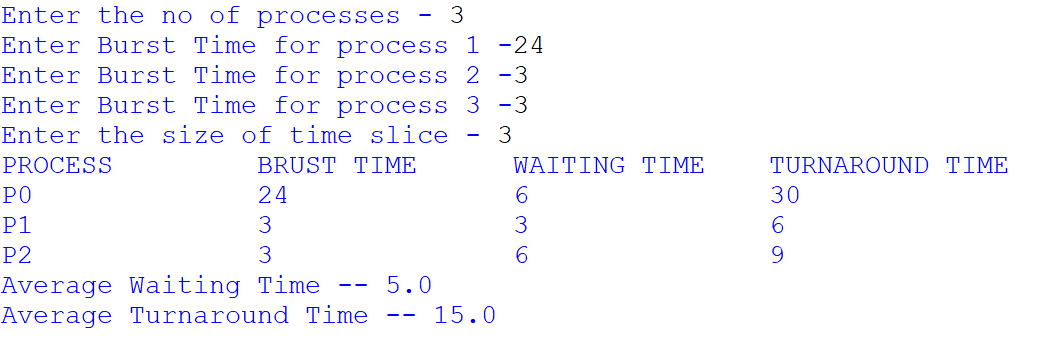 Enter the no of processes - 3
Enter Burst Time for process 1 -24
Enter Burst Time for process 2 -3
Enter Burst Time for process 3 -3
Enter the size of time slice - 3
PROCESS BRUST TIME WAITING TIME TURNAROUND TIME
P0 24 6 30
P1 3 3 6
P2 3 6 9
Average Waiting Time -- 5.0
Average Turnaround Time -- 15.0